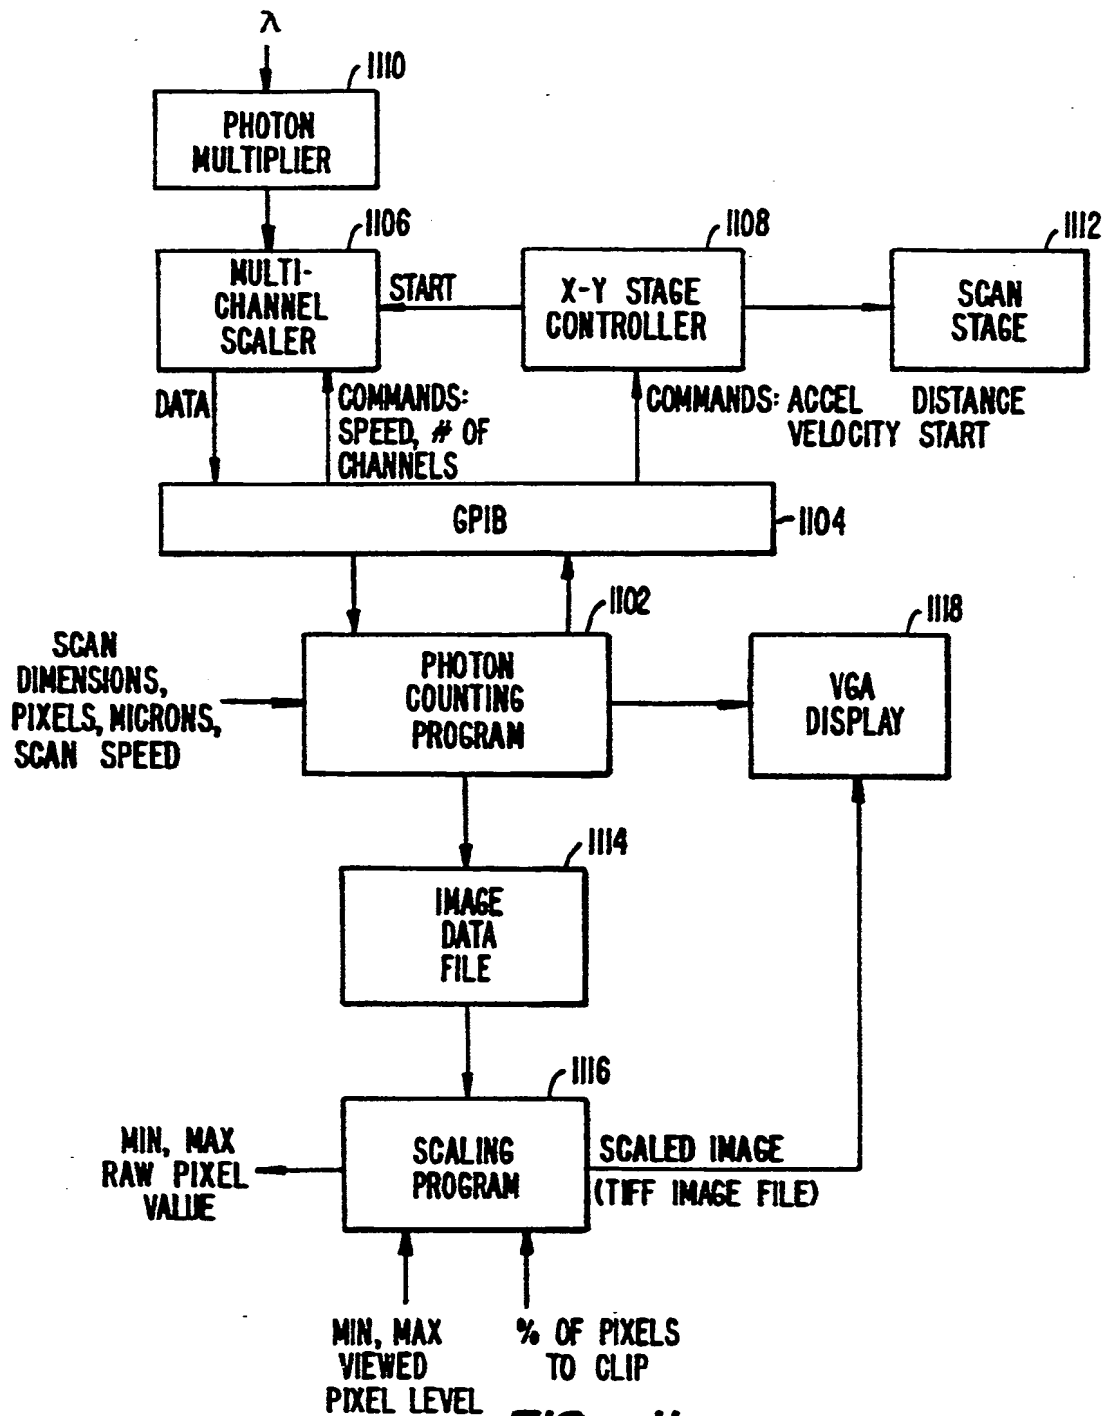 λ
1110
PHOTON
MULTIPLIER
1106
MULTI-
CHANNEL
SCALER
START
1108
X-Y STAGE
CONTROLLER
1112
SCAN
STAGE
DATA
COMMANDS:
SPEED, # OF
CHANNELS
COMMANDS: ACCEL DISTANCE
VELOCITY START
GPIB
1104
1102
PHOTON
COUNTING
PROGRAM
SCAN
DIMENSIONS,
PIXELS, MICRONS,
SCAN SPEED
1118
VGA
DISPLAY
1114
IMAGE
DATA
FILE
1116
SCALING
PROGRAM
MIN, MAX
RAW PIXEL
VALUE
SCALED IMAGE
(TIFF IMAGE FILE)
MIN, MAX
VIEWED
PIXEL LEVEL
% OF PIXELS
TO CLIP